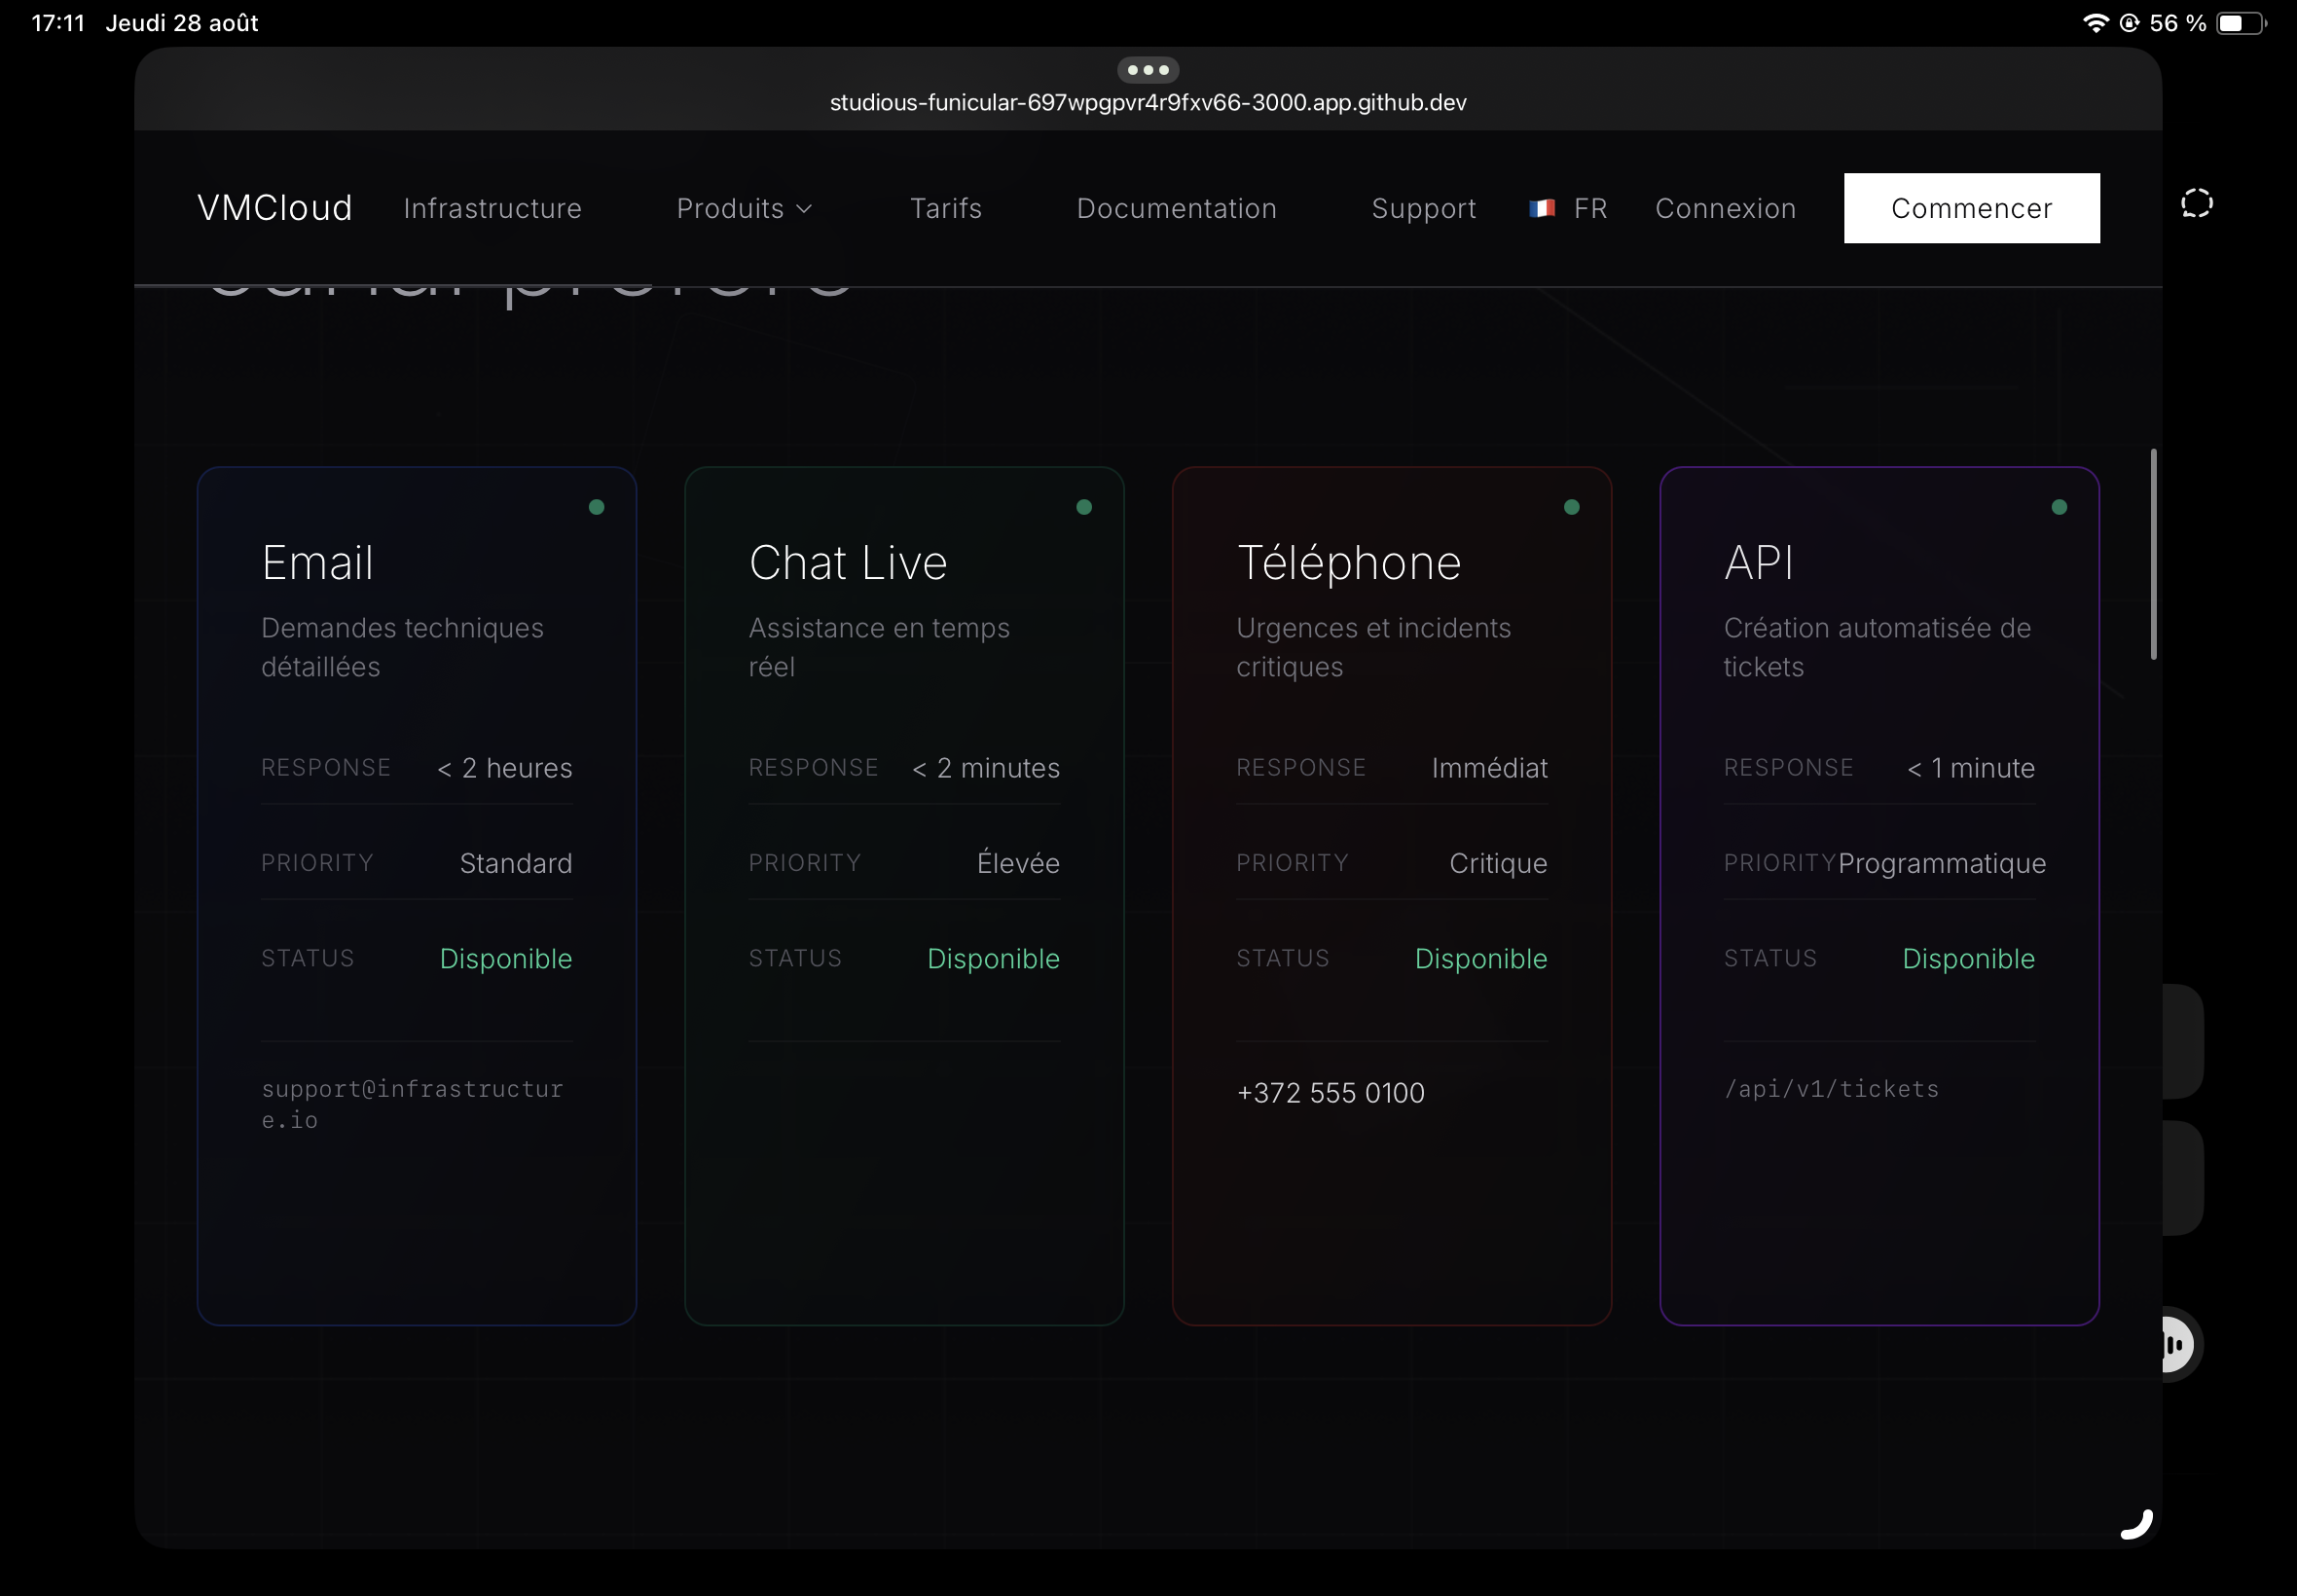 17:11 Jeudi 28 août
56 %
studious-funicular-697wpgpvr4r9fxv66-3000.app.github.dev
VMCloud Infrastructure Produits Tarifs Documentation Support FR Connexion Commencer
Email
Demandes techniques
détaillées
RESPONSE < 2 heures
PRIORITY Standard
STATUS Disponible
support@infrastructur
e.io
Chat Live
Assistance en temps
réel
RESPONSE < 2 minutes
PRIORITY Élevée
STATUS Disponible
Téléphone
Urgences et incidents
critiques
RESPONSE Immédiat
PRIORITY Critique
STATUS Disponible
+372 555 0100
API
Création automatisée de
tickets
RESPONSE < 1 minute
PRIORITY Programmatique
STATUS Disponible
/api/v1/tickets